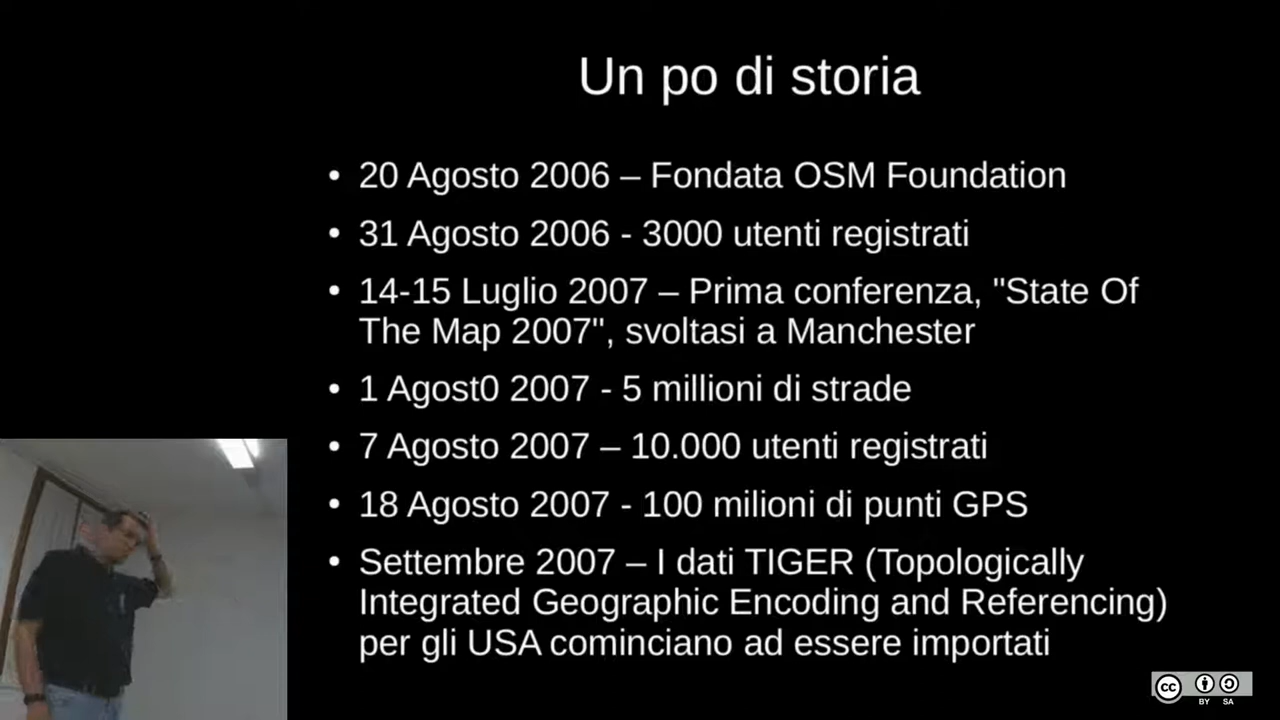 Un po di storia
• 20 Agosto 2006 – Fondata OSM Foundation
• 31 Agosto 2006 - 3000 utenti registrati
• 14-15 Luglio 2007 – Prima conferenza, "State Of
The Map 2007", svoltasi a Manchester
• 1 Agost0 2007 - 5 millioni di strade
• 7 Agosto 2007 – 10.000 utenti registrati
• 18 Agosto 2007 - 100 milioni di punti GPS
• Settembre 2007 – I dati TIGER (Topologically
Integrated Geographic Encoding and Referencing)
per gli USA cominciano ad essere importati
cc BY SA